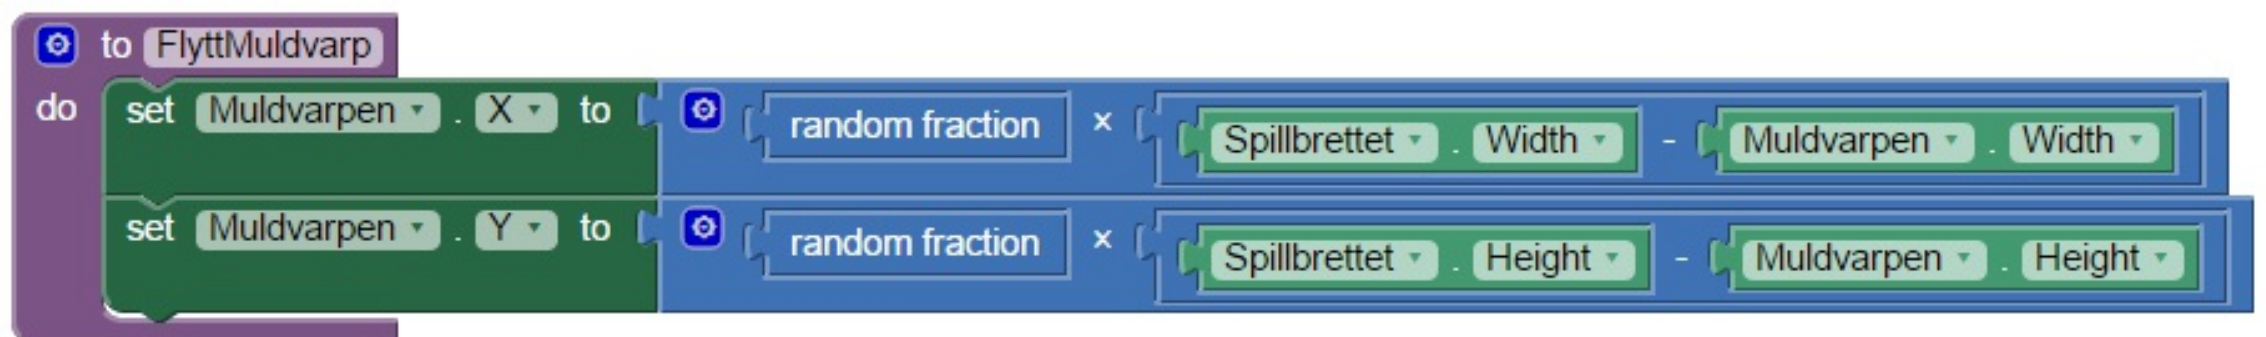 to FlyttMuldvarp
do set Muldvarpen . X to random fraction × Spillbrettet . Width - Muldvarpen . Width
set Muldvarpen . Y to random fraction × Spillbrettet . Height - Muldvarpen . Height